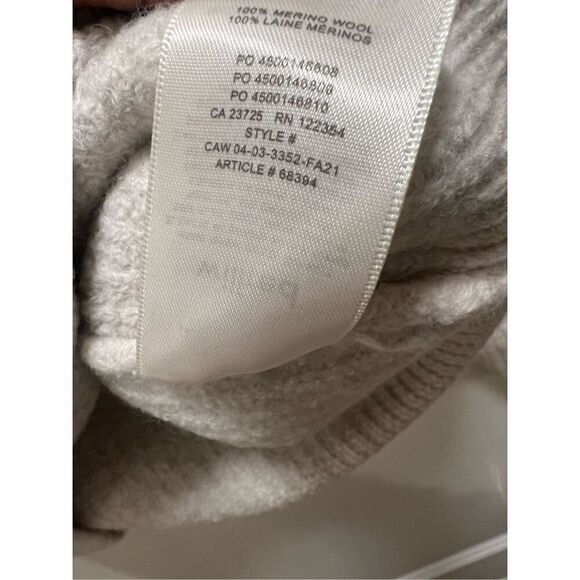 100% MERINO WOOL
100% LAINE MERINOS
PO 4500146808
PO 4500146809
PO 4500146810
CA 23725 RN 122354
STYLE #
CAW 04-03-3352-FA21
ARTICLE # 68394